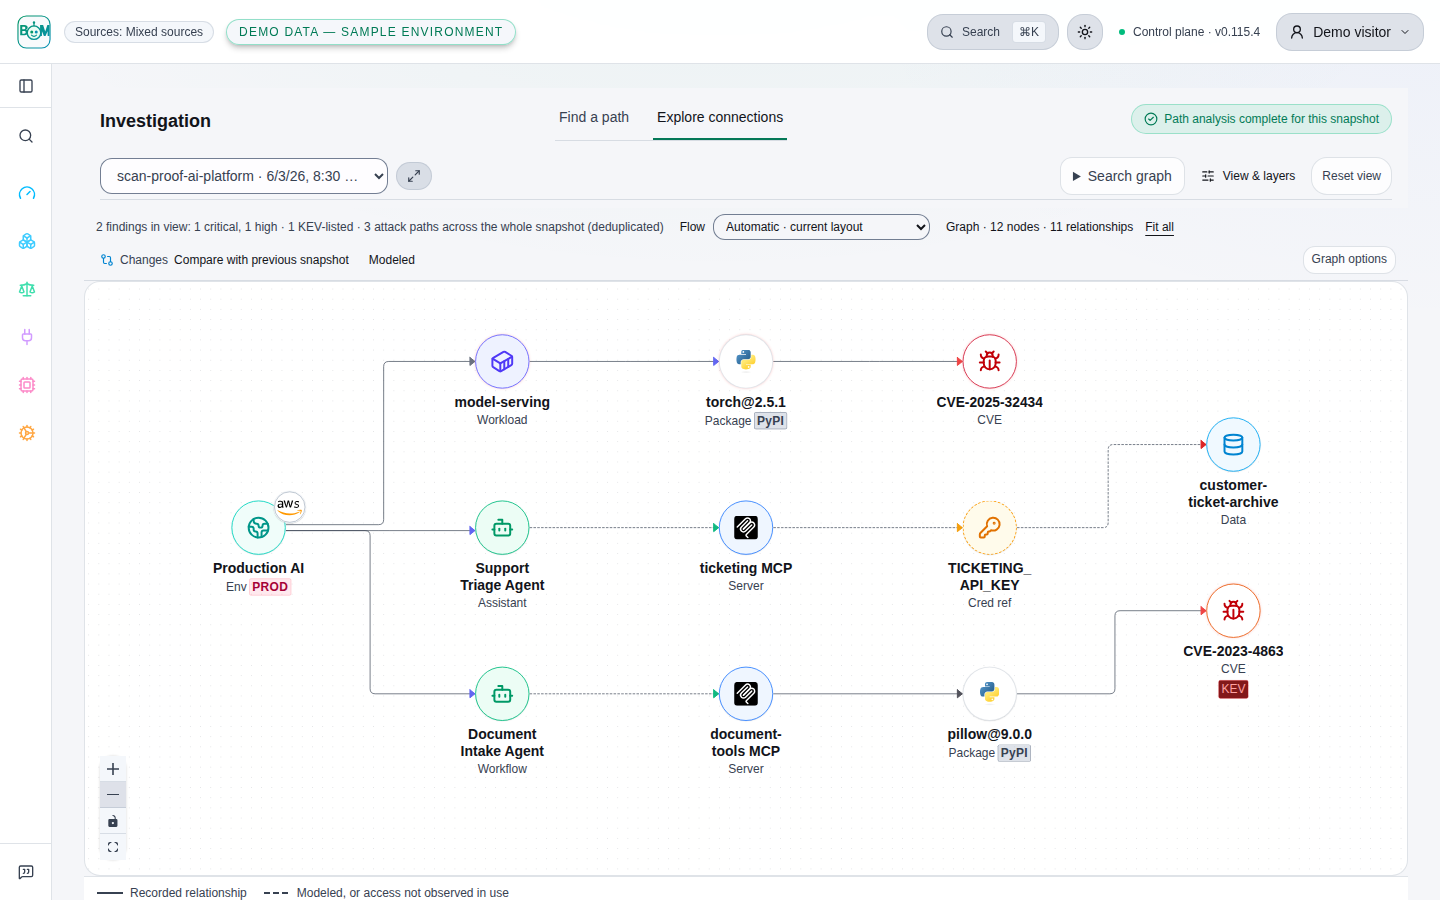 BOM
Sources: Mixed sources
DEMO DATA — SAMPLE ENVIRONMENT
Search
⌘K
Control plane · v0.115.4
Demo visitor
Investigation
Find a path
Explore connections
Path analysis complete for this snapshot
scan-proof-ai-platform · 6/3/26, 8:30 ...
Search graph
View & layers
Reset view
2 findings in view: 1 critical, 1 high · 1 KEV-listed · 3 attack paths across the whole snapshot (deduplicated)
Flow
Automatic · current layout
Graph · 12 nodes · 11 relationships
Fit all
Changes
Compare with previous snapshot
Modeled
Graph options
model-serving
Workload
torch@2.5.1
Package PyPI
CVE-2025-32434
CVE
customer-
ticket-archive
Data
aws
Production AI
Env PROD
Support
Triage Agent
Assistant
ticketing MCP
Server
TICKETING_
API_KEY
Cred ref
CVE-2023-4863
CVE
KEV
Document
Intake Agent
Workflow
document-
tools MCP
Server
pillow@9.0.0
Package PyPI
Recorded relationship
Modeled, or access not observed in use